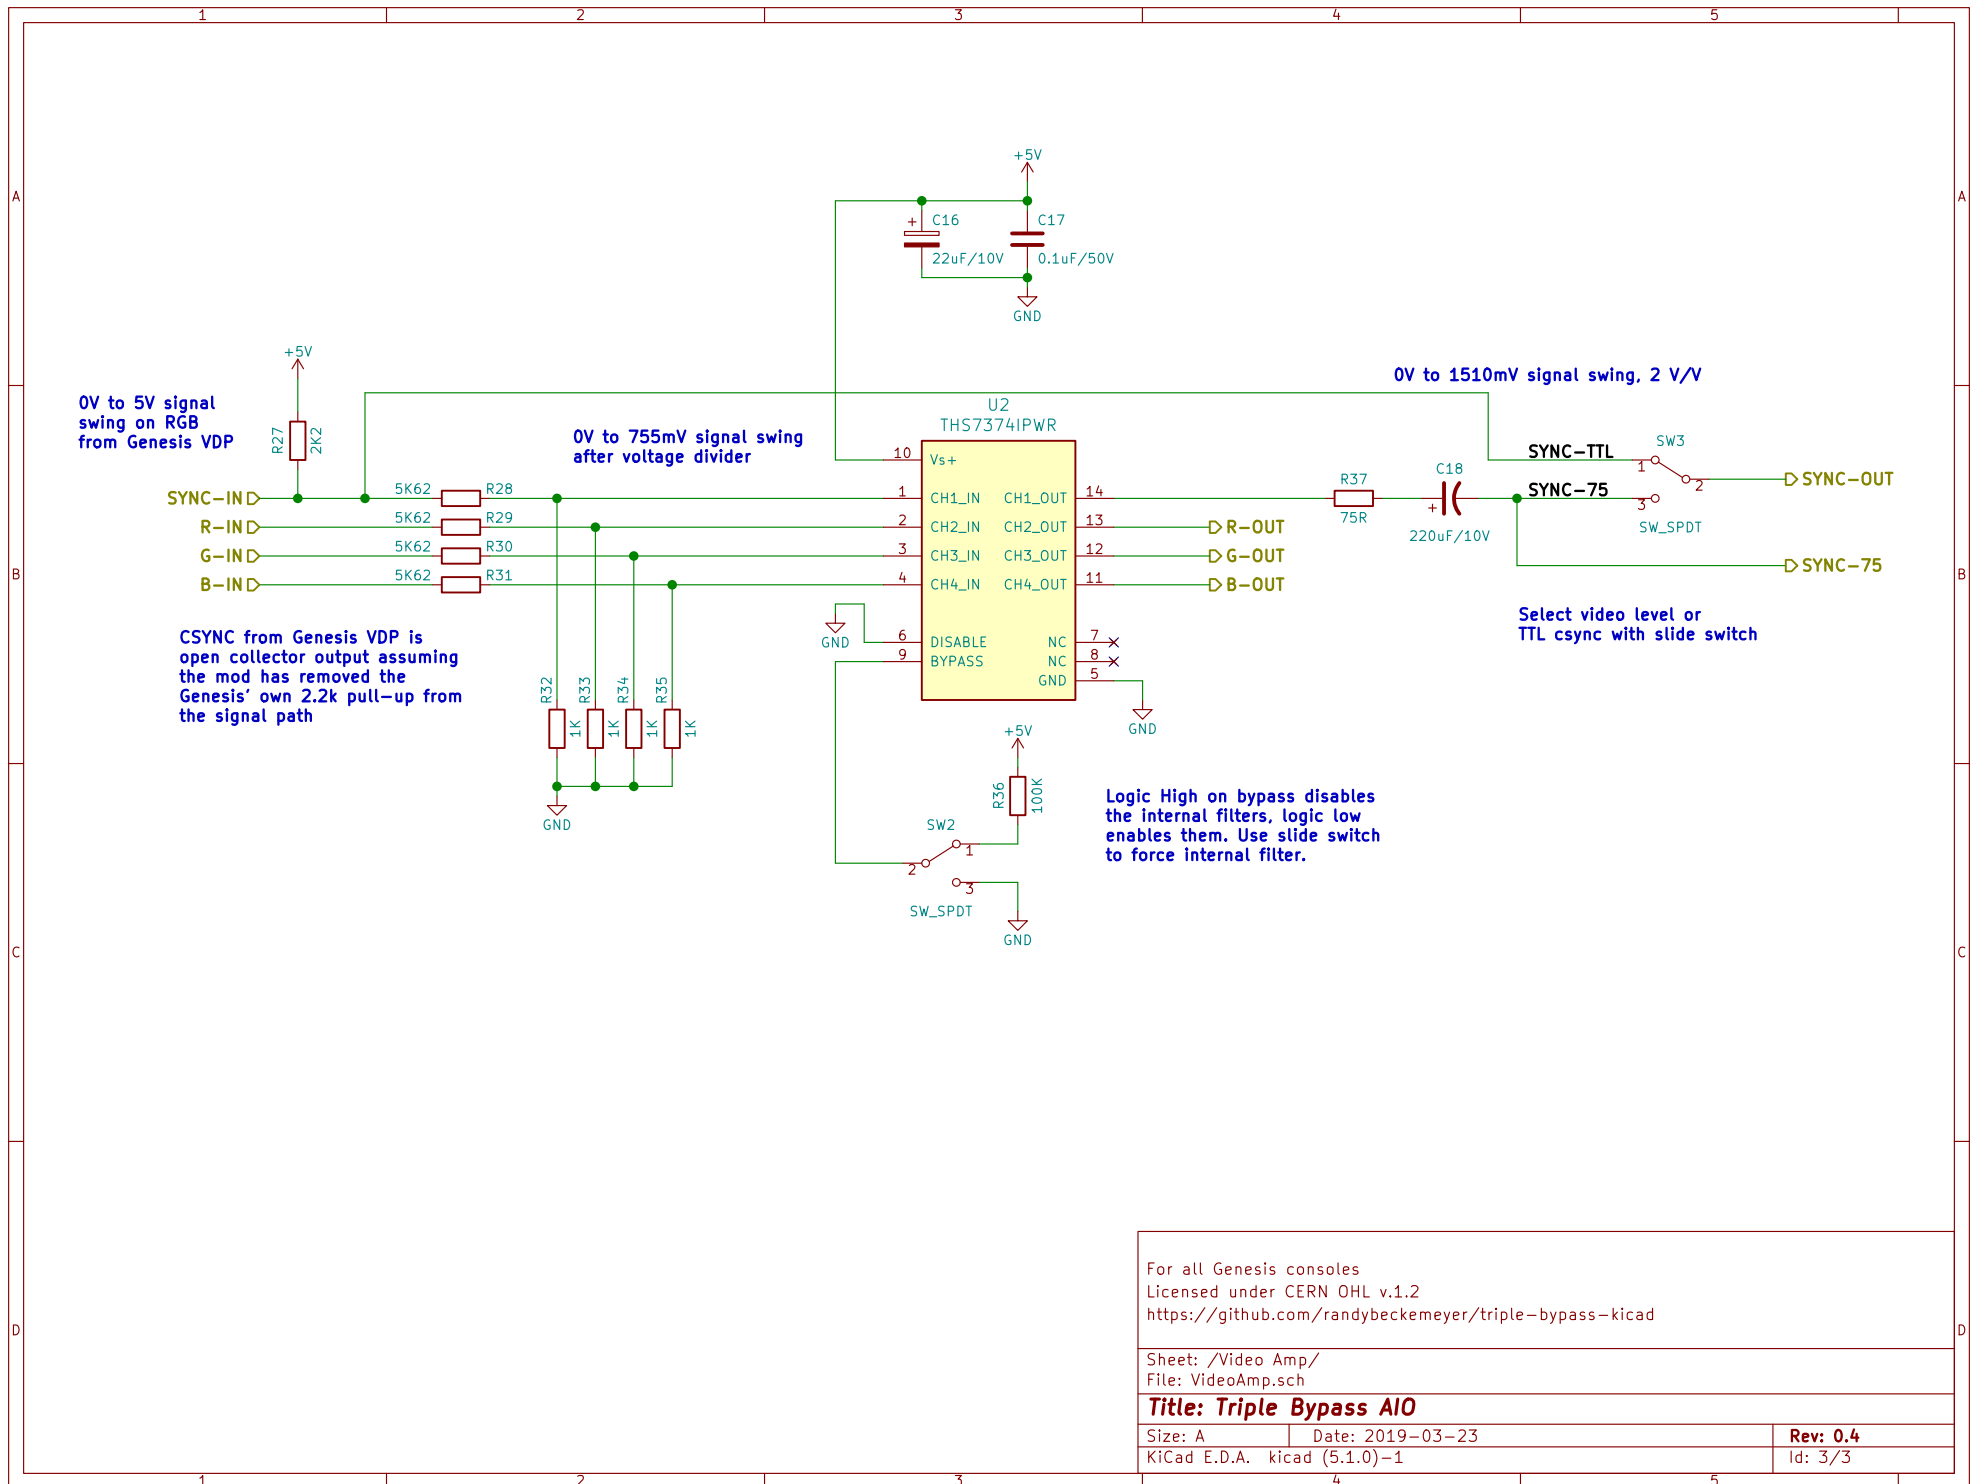 1 2 3 4 5
A A
+5V
C16
C17
+
22uF/10V
0.1uF/50V
GND
+5V
0V to 5V signal
swing on RGB
from Genesis VDP
R27
2K2
0V to 755mV signal swing
after voltage divider
0V to 1510mV signal swing, 2 V/V
U2
THS7374IPWR
10 Vs+
1 CH1_IN CH1_OUT 14
2 CH2_IN CH2_OUT 13
3 CH3_IN CH3_OUT 12
4 CH4_IN CH4_OUT 11
6 DISABLE NC 7
9 BYPASS NC 8
GND 5
SYNC-IN
R-IN
G-IN
B-IN
5K62 R28
5K62 R29
5K62 R30
5K62 R31
R-OUT
G-OUT
B-OUT
R37
75R
C18
+
220uF/10V
SYNC-TTL
SYNC-75
SW3
1
2
3
SW_SPDT
SYNC-OUT
SYNC-75
B B
Select video level or
TTL csync with slide switch
CSYNC from Genesis VDP is
open collector output assuming
the mod has removed the
Genesis' own 2.2k pull-up from
the signal path
GND
GND
R32
1K
R33
1K
R34
1K
R35
1K
GND
+5V
R36
100K
SW2
1
2
3
SW_SPDT
GND
Logic High on bypass disables
the internal filters, logic low
enables them. Use slide switch
to force internal filter.
C C
D D
For all Genesis consoles
Licensed under CERN OHL v.1.2
https://github.com/randybeckemeyer/triple-bypass-kicad
Sheet: /Video Amp/
File: VideoAmp.sch
Title: Triple Bypass AIO
Size: A Date: 2019-03-23 Rev: 0.4
KiCad E.D.A. kicad (5.1.0)-1 Id: 3/3
1 2 3 4 5